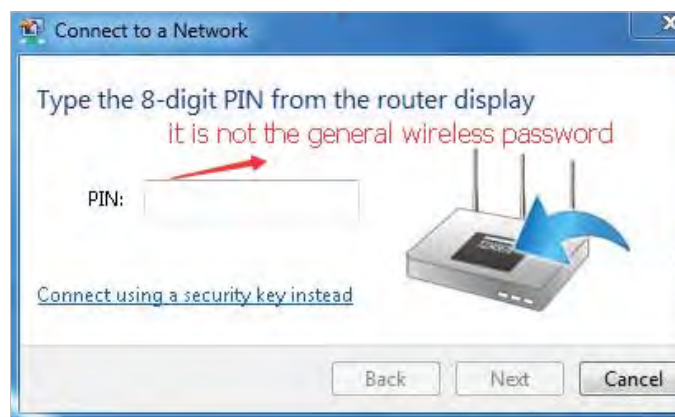 Connect to a Network
Type the 8-digit PIN from the router display
it is not the general wireless password
PIN:
Connect using a security key instead
Back
Next
Cancel